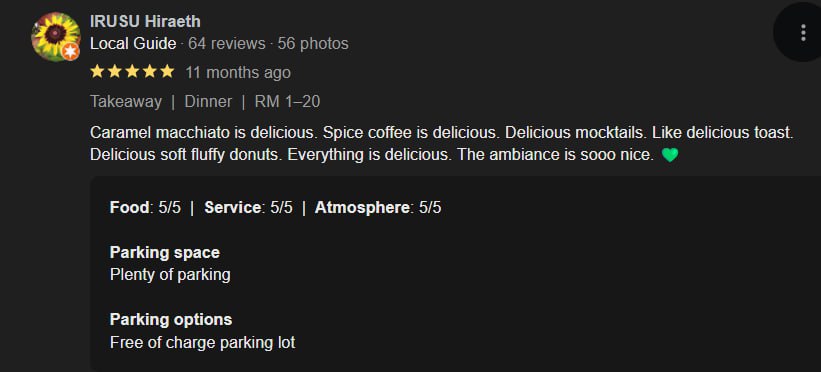 IRUSU Hiraeth
Local Guide · 64 reviews · 56 photos
11 months ago
Takeaway | Dinner | RM 1–20
Caramel macchiato is delicious. Spice coffee is delicious. Delicious mocktails. Like delicious toast.
Delicious soft fluffy donuts. Everything is delicious. The ambiance is sooo nice. 💚
Food: 5/5 | Service: 5/5 | Atmosphere: 5/5
Parking space
Plenty of parking
Parking options
Free of charge parking lot